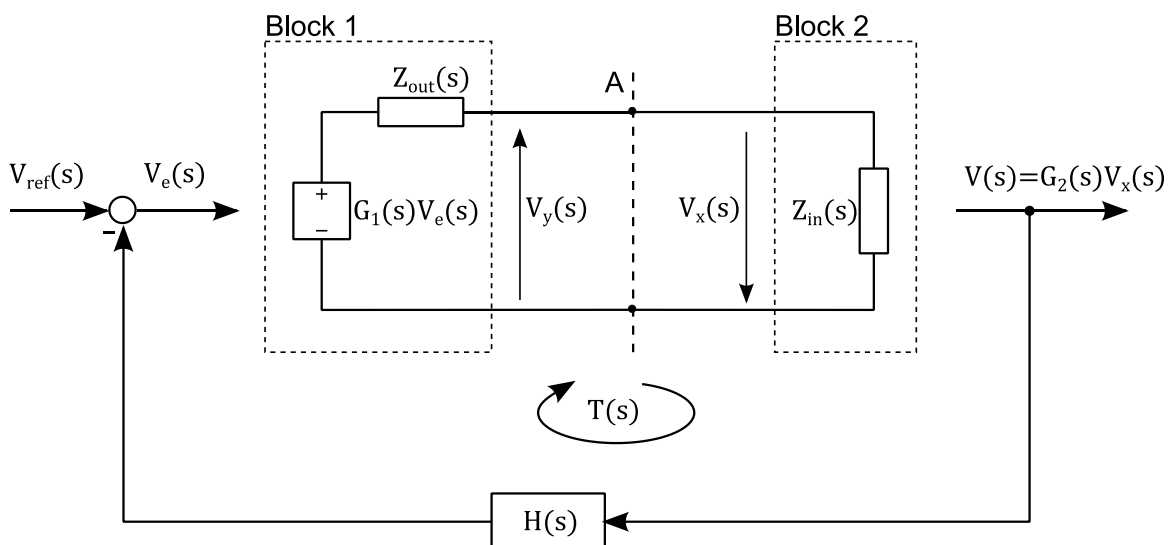 Block 1
Block 2
Z_out(s)
A
V_ref(s)
V_e(s)
+
−
G_1(s)V_e(s)
V_y(s)
V_x(s)
Z_in(s)
V(s)=G_2(s)V_x(s)
-
T(s)
H(s)